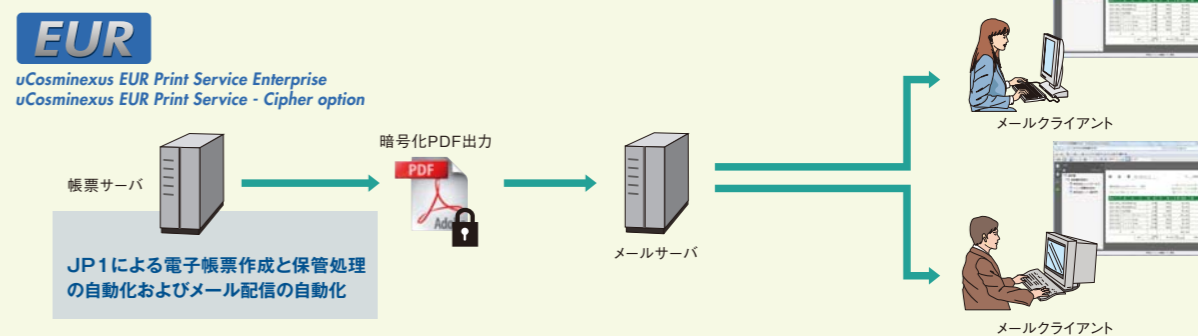 EUR
uCosminexus EUR Print Service Enterprise
uCosminexus EUR Print Service - Cipher option
帳票サーバ
暗号化PDF出力
PDF
Adobe
メールサーバ
JP1による電子帳票作成と保管処理
の自動化およびメール配信の自動化
メールクライアント
メールクライアント